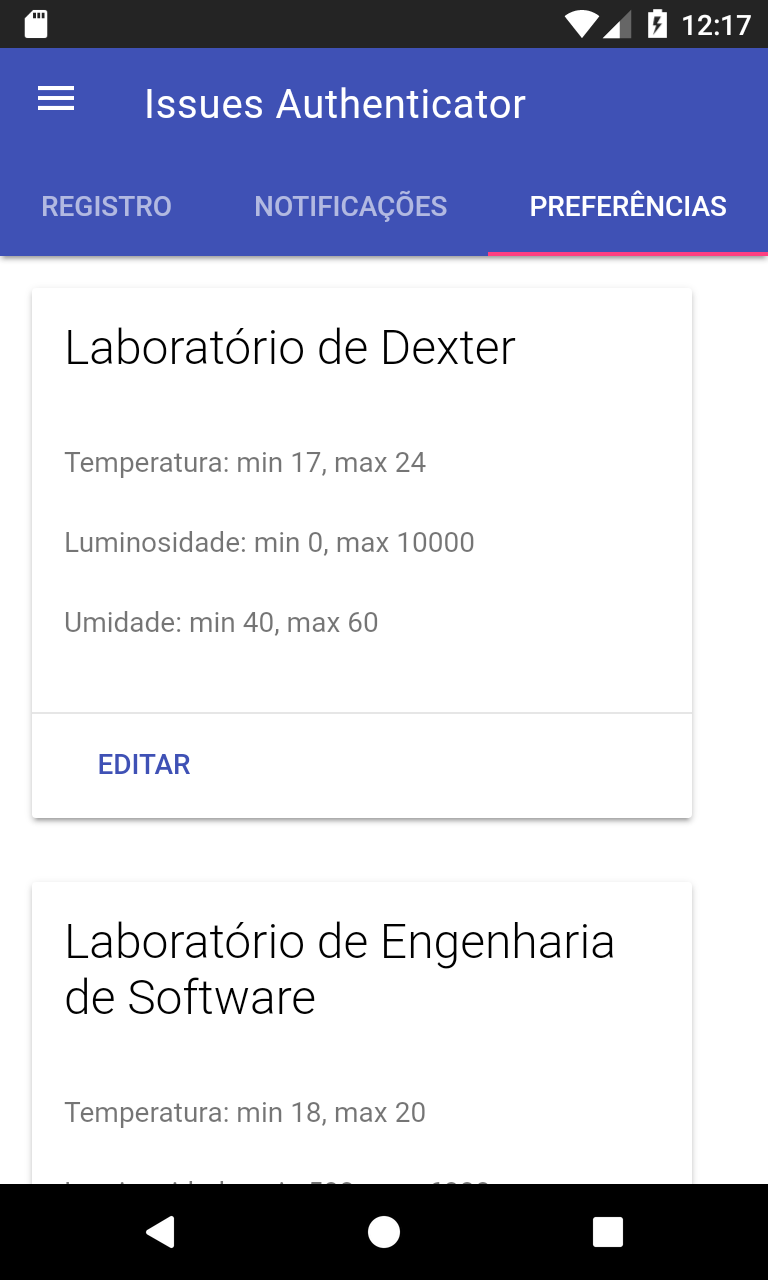 12:17
Issues Authenticator
REGISTRO NOTIFICAÇÕES PREFERÊNCIAS
Laboratório de Dexter
Temperatura: min 17, max 24
Luminosidade: min 0, max 10000
Umidade: min 40, max 60
EDITAR
Laboratório de Engenharia
de Software
Temperatura: min 18, max 20